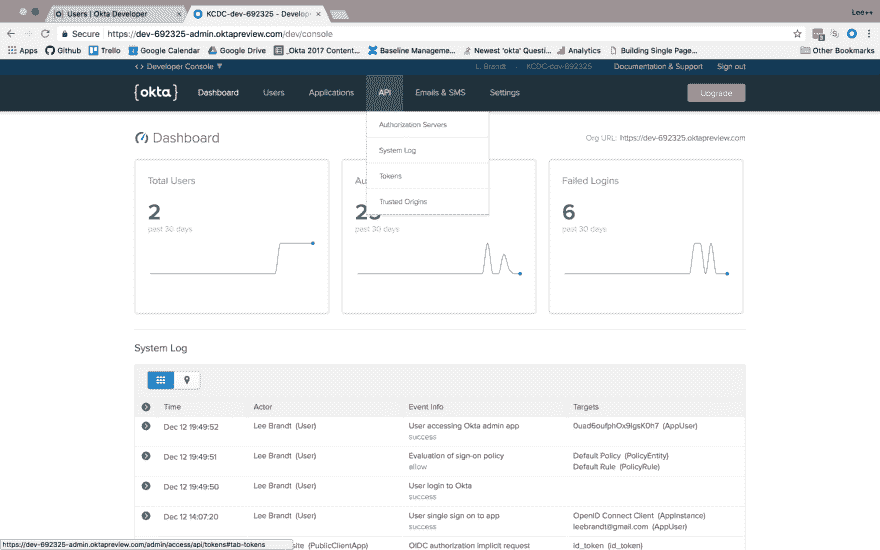 Users | Okta Developer
KCDC-dev-692325 - Develope
Lee++
Secure https://dev-692325-admin.oktapreview.com/dev/console
Apps Github Trello Google Calendar Google Drive _Okta 2017 Content... Baseline Manageme... Newest 'okta' Questi... Analytics Building Single Page... Other Bookmarks
Developer Console L. Brandt - KCDC-dev-692325 Documentation & Support Sign out
{okta} Dashboard Users Applications API Emails & SMS Settings Upgrade
Authorization Servers
System Log
Tokens
Trusted Origins
Dashboard
Org URL: https://dev-692325.oktapreview.com
Total Users
2
past 30 days
Au
past 30 days
Failed Logins
6
past 30 days
System Log
Time Actor Event Info Targets
Dec 12 19:49:52 Lee Brandt (User) User accessing Okta admin app
success
(AppUser)
Dec 12 19:49:51 Lee Brandt (User) Evaluation of sign-on policy
allow
Default Policy (PolicyEntity)
Default Rule (PolicyRule)
Dec 12 19:49:50 Lee Brandt (User) User login to Okta
success
Dec 12 14:07:20 Lee Brandt (User) User single sign on to app
success
OpenID Connect Client (AppInstance)
leebrandt@gmail.com (AppUser)
site (PublicClientApp) OIDC authorization implicit request id_token (id_token)
https://dev-692325-admin.oktapreview.com/admin/access/api/tokens#tab-tokens